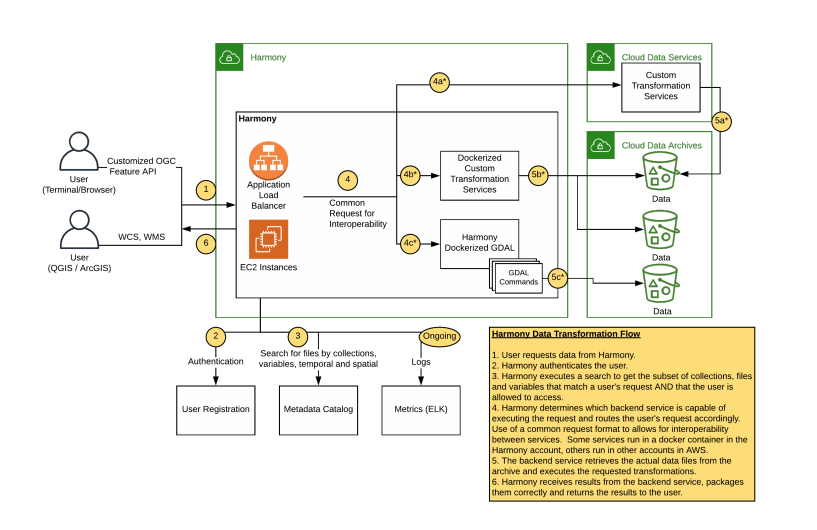 Harmony
Cloud Data Services
4a*
Custom
Transformation
Services
Harmony
5a*
Cloud Data Archives
User
(Terminal/Browser)
Customized OGC
Feature API
1
Application
Load
Balancer
4
Common
Request for
Interoperability
4b*
Dockerized
Custom
Transformation
Services
5b*
Data
User
(QGIS / ArcGIS)
WCS, WMS
6
EC2 Instances
4c*
Harmony
Dockerized GDAL
GDAL
Commands
5c*
Data
Data
2
Authentication
3
Search for files by collections,
variables, temporal and spatial
Ongoing
Logs
User Registration
Metadata Catalog
Metrics (ELK)
Harmony Data Transformation Flow
1. User requests data from Harmony.
2. Harmony authenticates the user.
3. Harmony executes a search to get the subset of collections, files
and variables that match a user's request AND that the user is
allowed to access.
4. Harmony determines which backend service is capable of
executing the request and routes the user's request accordingly.
Use of a common request format to allows for interoperability
between services. Some services run in a docker container in the
Harmony account, others run in other accounts in AWS.
5. The backend service retrieves the actual data files from the
archive and executes the requested transformations.
6. Harmony receives results from the backend service, packages
them correctly and returns the results to the user.